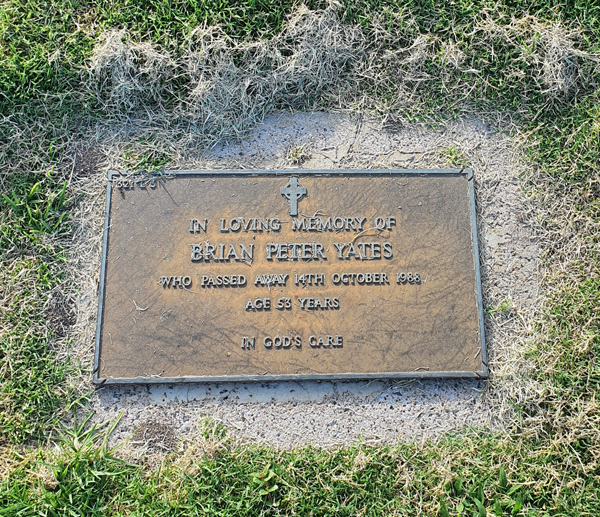 IN LOVING MEMORY OF
BRIAN PETER YATES
WHO PASSED AWAY 14TH OCTOBER 1988
AGE 53 YEARS
IN GOD'S CARE